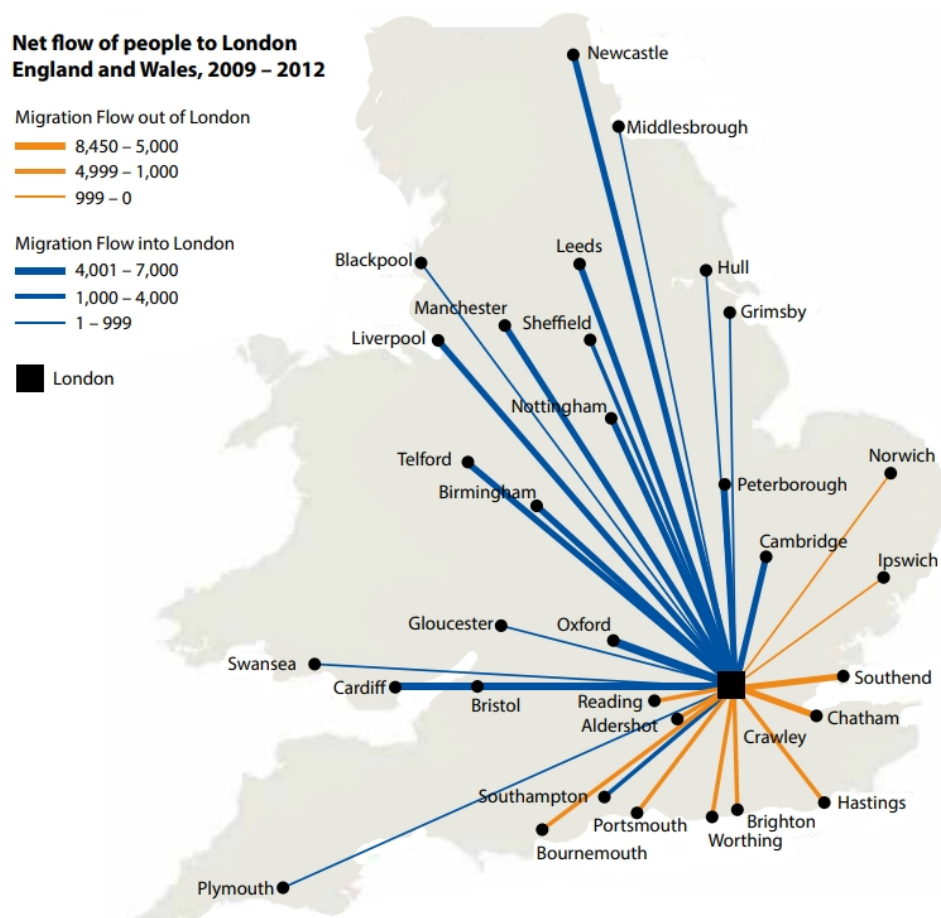 Net flow of people to London
England and Wales, 2009 – 2012
Migration Flow out of London
8,450 – 5,000
4,999 – 1,000
999 – 0
Migration Flow into London
4,001 – 7,000
1,000 – 4,000
1 – 999
London
Newcastle
Middlesbrough
Leeds
Blackpool
Hull
Manchester
Grimsby
Sheffield
Liverpool
Nottingham
Norwich
Telford
Peterborough
Birmingham
Cambridge
Ipswich
Gloucester
Oxford
Swansea
Southend
Cardiff
Reading
Bristol
Chatham
Aldershot
Crawley
Southampton
Hastings
Portsmouth
Brighton
Worthing
Bournemouth
Plymouth